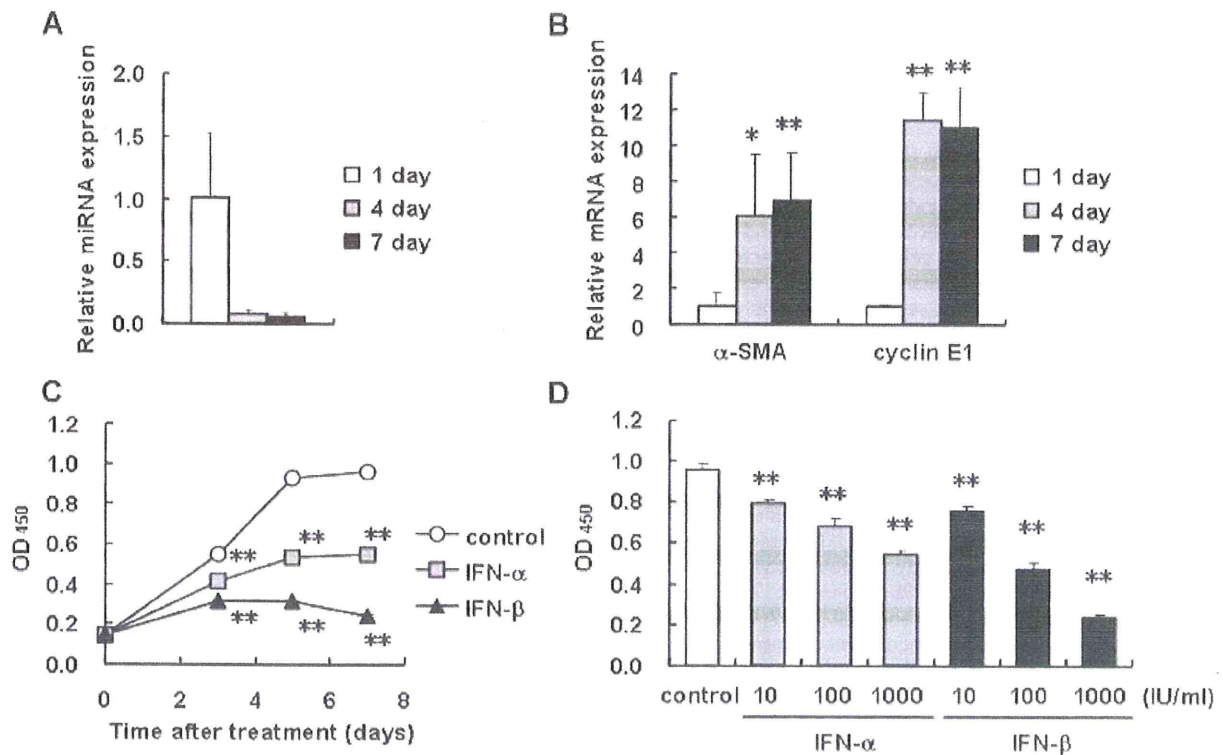 A
Relative miRNA expression
2.0
1.5
1.0
0.5
0.0
1 day
4 day
7 day
B
Relative mRNA expression
14
12
10
8
6
4
2
0
*
**
**
**
α-SMA
cyclin E1
1 day
4 day
7 day
C
OD450
1.2
1.0
0.8
0.6
0.4
0.2
0.0
**
**
**
**
**
**
0
2
4
6
8
Time after treatment (days)
control
IFN-α
IFN-β
D
OD450
1.2
1.0
0.8
0.6
0.4
0.2
0.0
**
**
**
**
**
**
control 10 100 1000 10 100 1000 (IU/ml)
IFN-α IFN-β